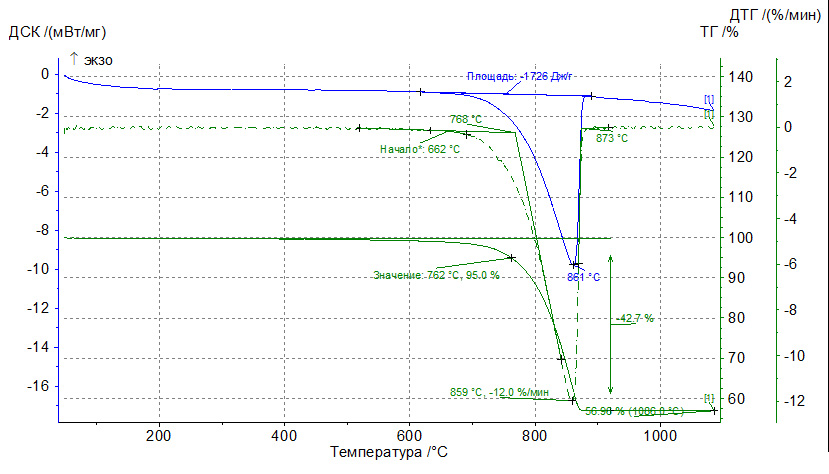 ДТГ /(%/мин)
ДСК /(мВт/мг)
ТГ /%
↑ экзо
Площадь: -1726 Дж/г
[1]
[1]
768 °C
873 °C
Начало*: 662 °C
861 °C
Значение: 762 °C, 95.0 %
-42.7 %
859 °C, -12.0 %/мин
[1]
56.98 % (1086.0 °C)
0
-2
-4
-6
-8
-10
-12
-14
-16
140
130
120
110
100
90
80
70
60
2
0
-2
-4
-6
-8
-10
-12
200 400 600 800 1000
Температура /°C